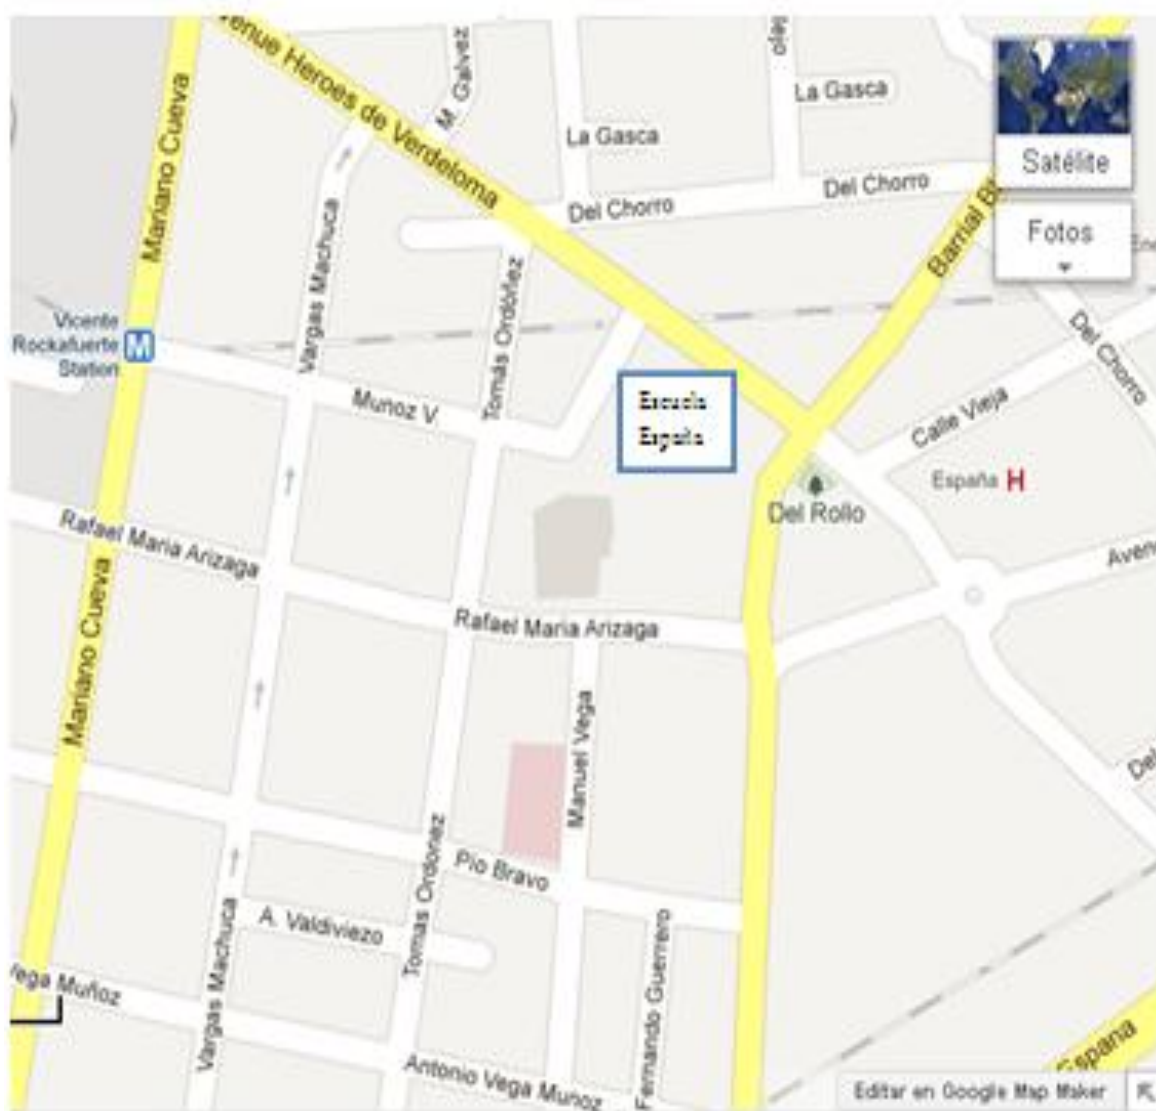 Avenue Heroes de Verdeloma
M. Galvez
Mariano Cueva
La Gasca
La Gasca
Satélite
Fotos
Del Chorro
Del Chorro
Vargas Machuca
Tomás Ordóñez
Vicente
Rockafuerte
Station
M
Munoz V.
Escuela
España
Del Chorro
Calle Vieja
España H
Del Rollo
Rafael Maria Arizaga
Rafael Maria Arizaga
Mariano Cueva
Manuel Vega
Pio Bravo
Tomas Ordonez
A. Valdiviezo
Vargas Machuca
Fernando Guerrero
Vega Muñoz
Antonio Vega Munoz
Espana
Editar en Google Map Maker